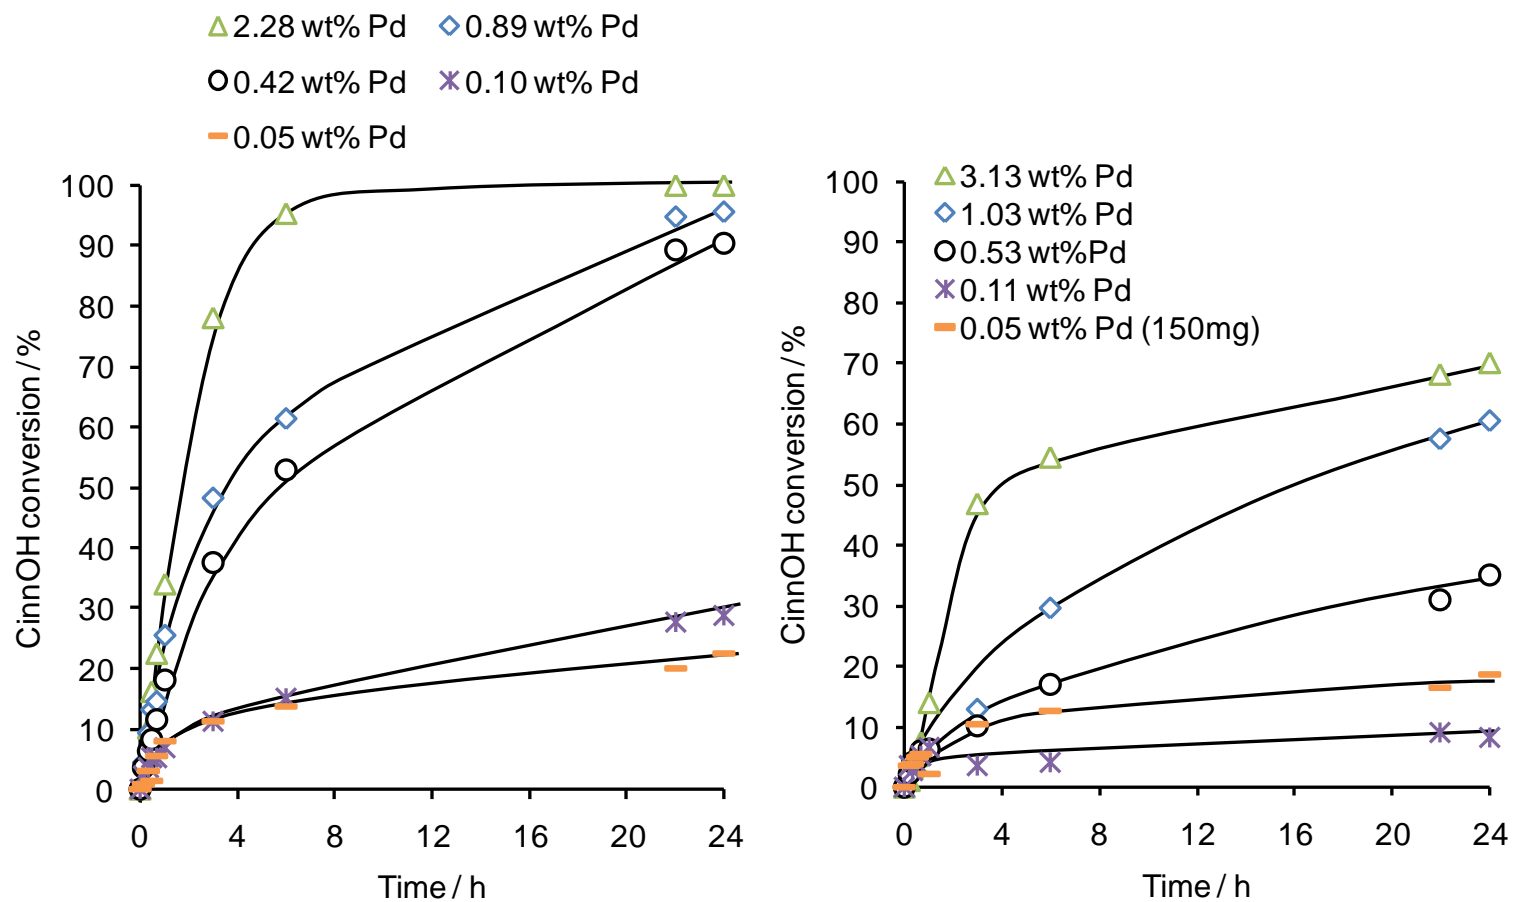 2.28 wt% Pd 0.89 wt% Pd
0.42 wt% Pd 0.10 wt% Pd
0.05 wt% Pd
100
90
80
70
60
50
40
30
20
10
0
0 4 8 12 16 20 24
CinnOH conversion / %
Time / h
3.13 wt% Pd
1.03 wt% Pd
0.53 wt%Pd
0.11 wt% Pd
0.05 wt% Pd (150mg)
100
90
80
70
60
50
40
30
20
10
0
0 4 8 12 16 20 24
CinnOH conversion / %
Time / h